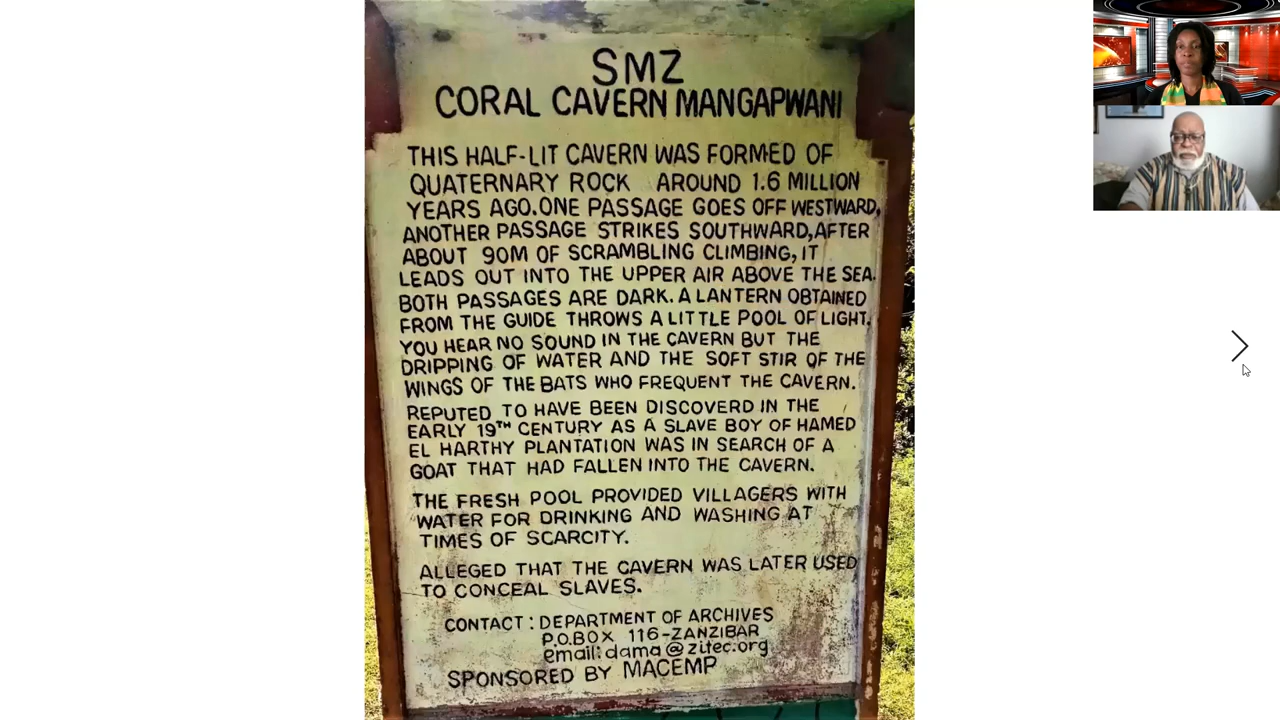 SMZ
CORAL CAVERN MANGAPWANI
THIS HALF-LIT CAVERN WAS FORMED OF
QUATERNARY ROCK AROUND 1.6 MILLION
YEARS AGO. ONE PASSAGE GOES OFF WESTWARD,
ANOTHER PASSAGE STRIKES SOUTHWARD, AFTER
ABOUT 90M OF SCRAMBLING CLIMBING, IT
LEADS OUT INTO THE UPPER AIR ABOVE THE SEA.
BOTH PASSAGES ARE DARK. A LANTERN OBTAINED
FROM THE GUIDE THROWS A LITTLE POOL OF LIGHT.
YOU HEAR NO SOUND IN THE CAVERN BUT THE
DRIPPING OF WATER AND THE SOFT STIR OF THE
WINGS OF THE BATS WHO FREQUENT THE CAVERN.
REPUTED TO HAVE BEEN DISCOVERD IN THE
EARLY 19TH CENTURY AS A SLAVE BOY OF HAMED
EL HARTHY PLANTATION WAS IN SEARCH OF A
GOAT THAT HAD FALLEN INTO THE CAVERN.
THE FRESH POOL PROVIDED VILLAGERS WITH
WATER FOR DRINKING AND WASHING AT
TIMES OF SCARCITY.
ALLEGED THAT THE CAVERN WAS LATER USED
TO CONCEAL SLAVES.
CONTACT : DEPARTMENT OF ARCHIVES
P.O.BOX 116-ZANZIBAR
email: dama@zitec.org
SPONSORED BY MACEMP